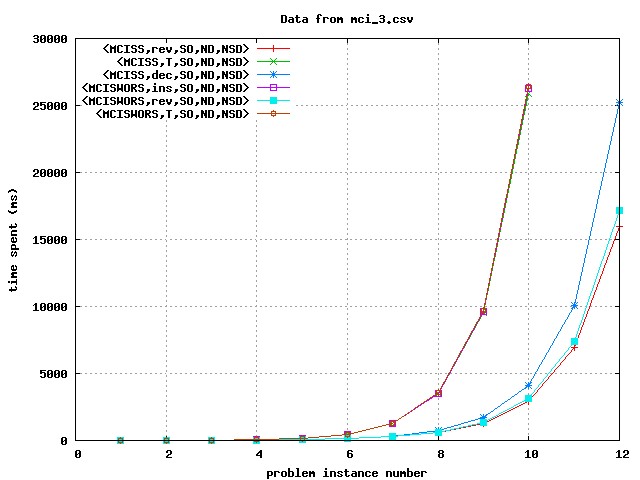 Data from mci_3.csv
30000
25000
20000
15000
10000
5000
0
<MCISS,rev,SO,ND,NSD>
<MCISS,T,SO,ND,NSD>
<MCISS,dec,SO,ND,NSD>
<MCISWORS,ins,SO,ND,NSD>
<MCISWORS,rev,SO,ND,NSD>
<MCISWORS,T,SO,ND,NSD>
time spent (ms)
0 2 4 6 8 10 12
problem instance number